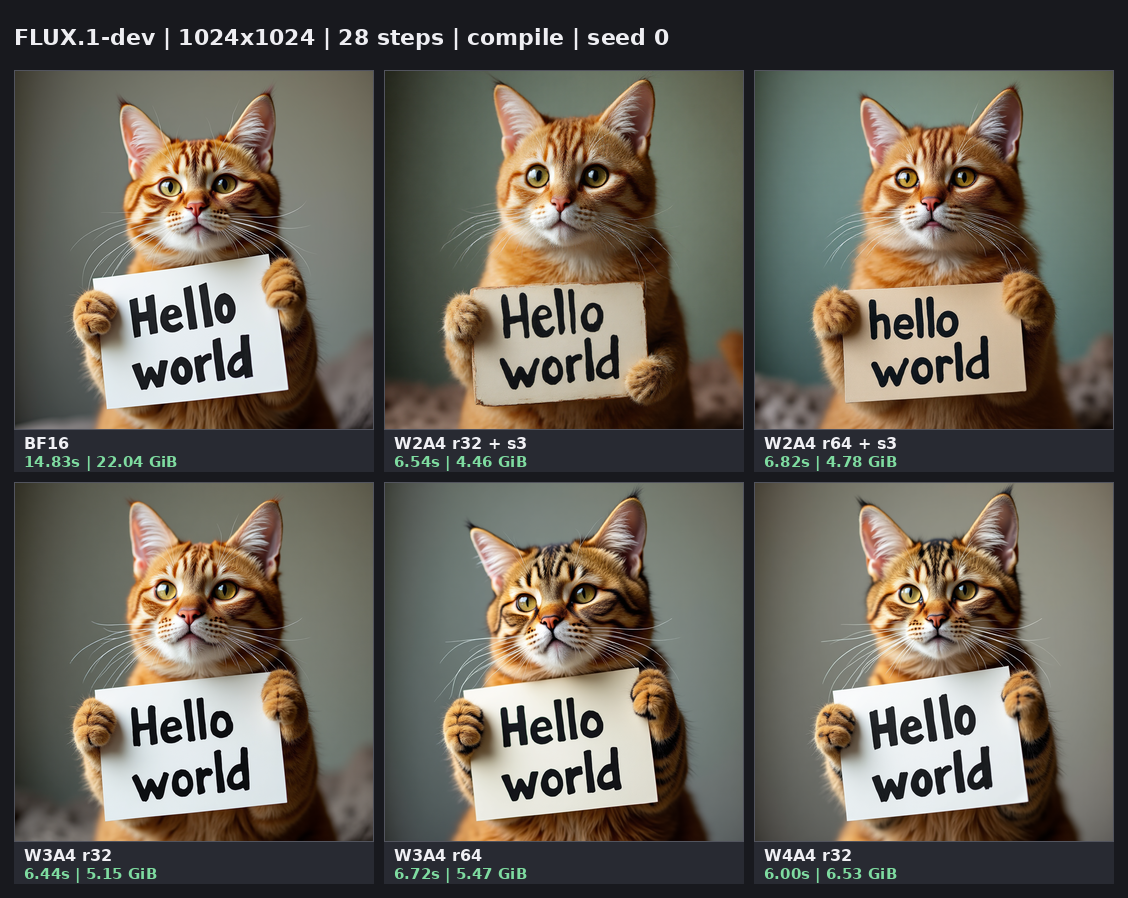 FLUX.1-dev | 1024x1024 | 28 steps | compile | seed 0
Hello
world
BF16
14.83s | 22.04 GiB
Hello
world
W2A4 r32 + s3
6.54s | 4.46 GiB
hello
world
W2A4 r64 + s3
6.82s | 4.78 GiB
Hello
world
W3A4 r32
6.44s | 5.15 GiB
Hello
world
W3A4 r64
6.72s | 5.47 GiB
Hello
world
W4A4 r32
6.00s | 6.53 GiB